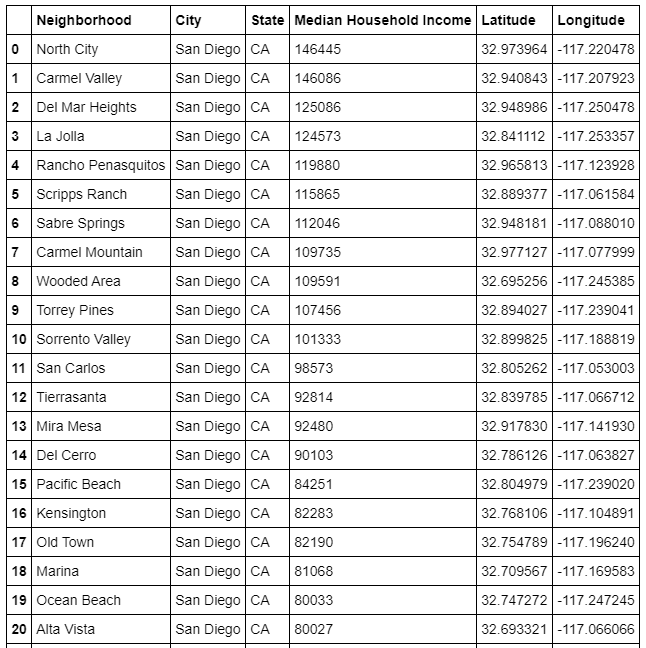 Neighborhood City State Median Household Income Latitude Longitude
0 North City San Diego CA 146445 32.973964 -117.220478
1 Carmel Valley San Diego CA 146086 32.940843 -117.207923
2 Del Mar Heights San Diego CA 125086 32.948986 -117.250478
3 La Jolla San Diego CA 124573 32.841112 -117.253357
4 Rancho Penasquitos San Diego CA 119880 32.965813 -117.123928
5 Scripps Ranch San Diego CA 115865 32.889377 -117.061584
6 Sabre Springs San Diego CA 112046 32.948181 -117.088010
7 Carmel Mountain San Diego CA 109735 32.977127 -117.077999
8 Wooded Area San Diego CA 109591 32.695256 -117.245385
9 Torrey Pines San Diego CA 107456 32.894027 -117.239041
10 Sorrento Valley San Diego CA 101333 32.899825 -117.188819
11 San Carlos San Diego CA 98573 32.805262 -117.053003
12 Tierrasanta San Diego CA 92814 32.839785 -117.066712
13 Mira Mesa San Diego CA 92480 32.917830 -117.141930
14 Del Cerro San Diego CA 90103 32.786126 -117.063827
15 Pacific Beach San Diego CA 84251 32.804979 -117.239020
16 Kensington San Diego CA 82283 32.768106 -117.104891
17 Old Town San Diego CA 82190 32.754789 -117.196240
18 Marina San Diego CA 81068 32.709567 -117.169583
19 Ocean Beach San Diego CA 80033 32.747272 -117.247245
20 Alta Vista San Diego CA 80027 32.693321 -117.066066